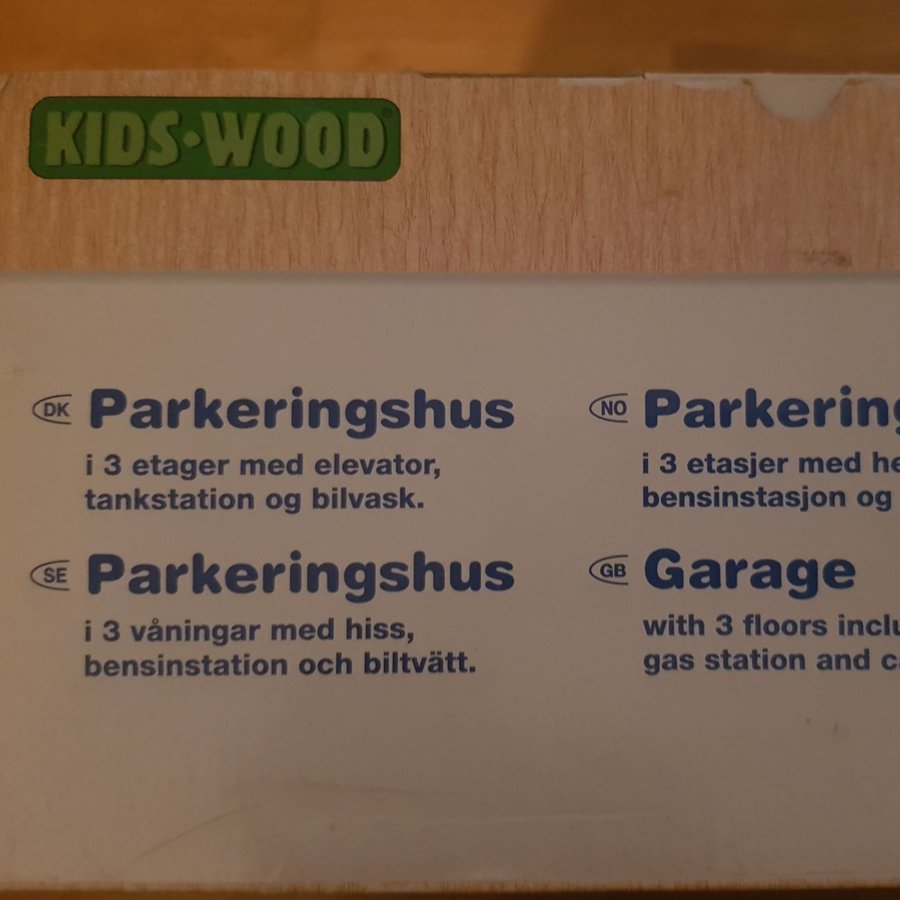 KIDS•WOOD®
DK Parkeringshus
i 3 etager med elevator,
tankstation og bilvask.
SE Parkeringshus
i 3 våningar med hiss,
bensinstation och biltvätt.
NO
i 3 etasjer med
bensinstasjon og
GB Garage
with 3 floors
gas station and